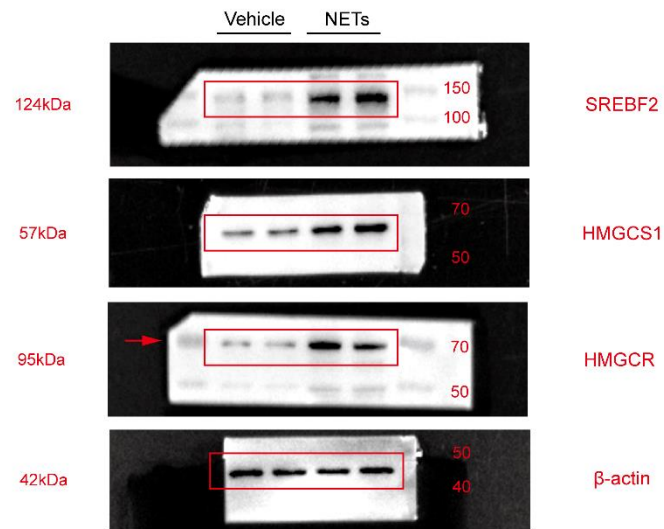 Vehicle NETs
124kDa 150 100 SREBF2
57kDa 70 50 HMGCS1
95kDa 70 50 HMGCR
42kDa 50 40 β-actin